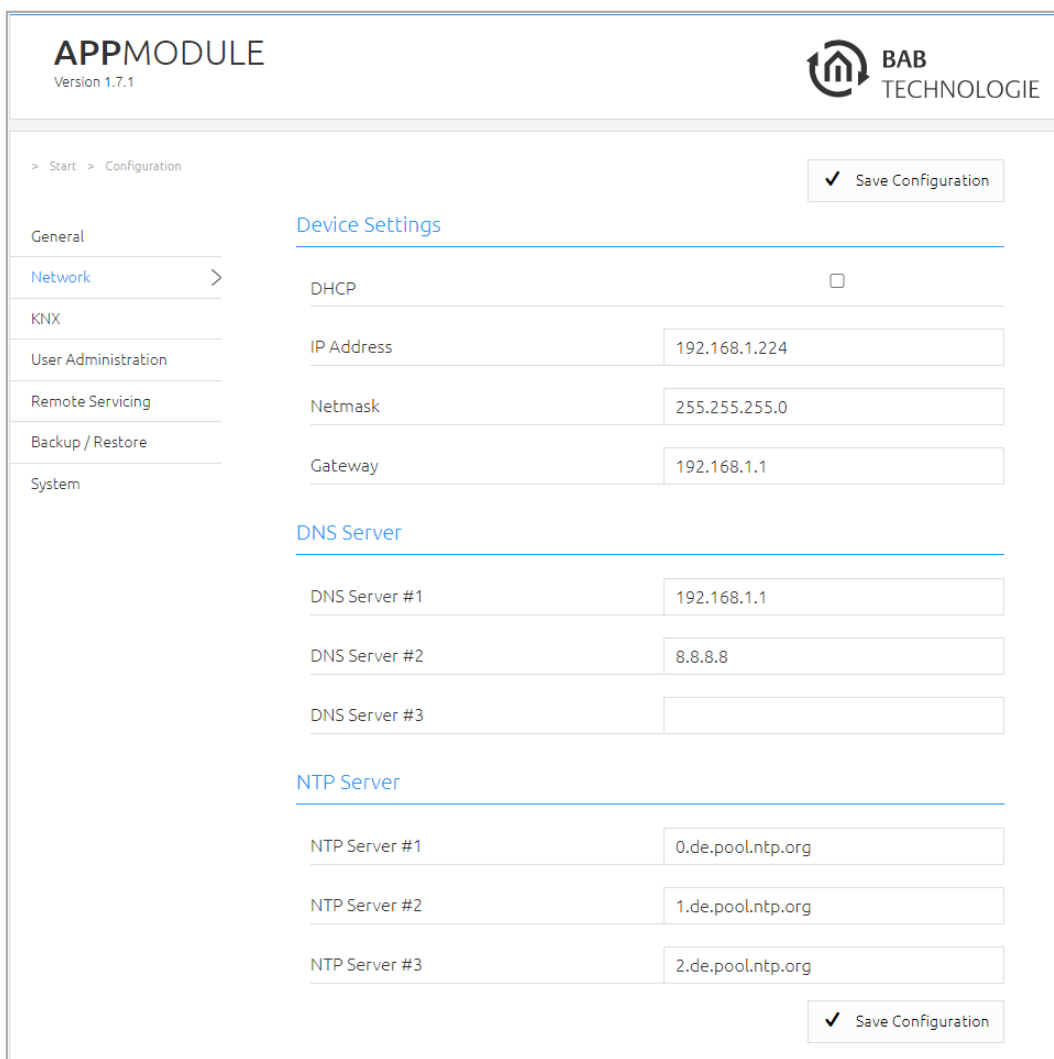 APPMODULE
Version 1.7.1
BAB
TECHNOLOGIE
> Start > Configuration
Save Configuration
General
Network
KNX
User Administration
Remote Servicing
Backup / Restore
System
Device Settings
DHCP
IP Address 192.168.1.224
Netmask 255.255.255.0
Gateway 192.168.1.1
DNS Server
DNS Server #1 192.168.1.1
DNS Server #2 8.8.8.8
DNS Server #3
NTP Server
NTP Server #1 0.de.pool.ntp.org
NTP Server #2 1.de.pool.ntp.org
NTP Server #3 2.de.pool.ntp.org
Save Configuration